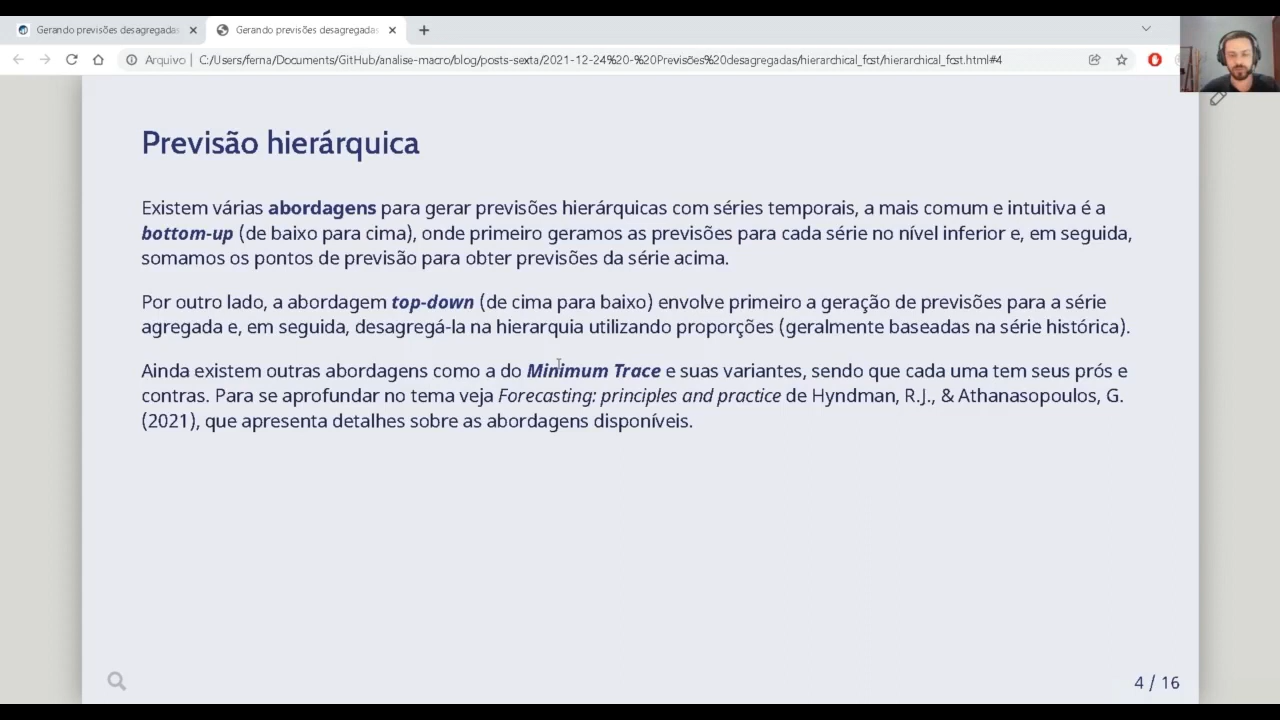 Gerando previsões desagregadas
Gerando previsões desagregadas
Arquivo | C:/Users/ferna/Documents/GitHub/analise-macro/blog/posts-sexta/2021-12-24%20-%20Previsões%20desagregadas/hierarchical_fcst/hierarchical_fcst.html#4
Previsão hierárquica
Existem várias abordagens para gerar previsões hierárquicas com séries temporais, a mais comum e intuitiva é a
bottom-up (de baixo para cima), onde primeiro geramos as previsões para cada série no nível inferior e, em seguida,
somamos os pontos de previsão para obter previsões da série acima.
Por outro lado, a abordagem top-down (de cima para baixo) envolve primeiro a geração de previsões para a série
agregada e, em seguida, desagregá-la na hierarquia utilizando proporções (geralmente baseadas na série histórica).
Ainda existem outras abordagens como a do Minimum Trace e suas variantes, sendo que cada uma tem seus prós e
contras. Para se aprofundar no tema veja Forecasting: principles and practice de Hyndman, R.J., & Athanasopoulos, G.
(2021), que apresenta detalhes sobre as abordagens disponíveis.
4 / 16